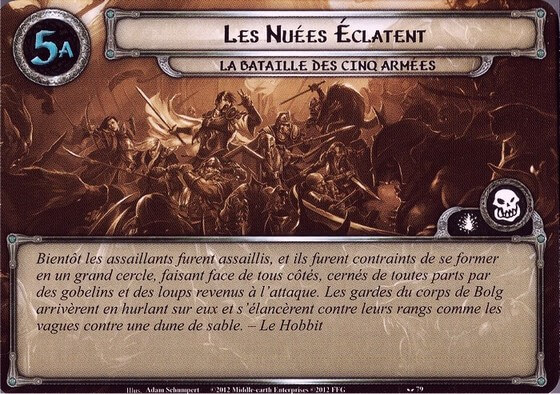 5A
Les Nuées Éclatent
La Bataille des Cinq Armées
Bientôt les assaillants furent assaillis, et ils furent contraints de se former
en un grand cercle, faisant face de tous côtés, cernés de toutes parts par
des gobelins et des loups revenus à l'attaque. Les gardes du corps de Bolg
arrivèrent en hurlant sur eux et s'élancèrent contre leurs rangs comme les
vagues contre une dune de sable. – Le Hobbit
Illus. Adam Schumpert ©2012 Middle-earth Enterprises ©2012 FFG 79